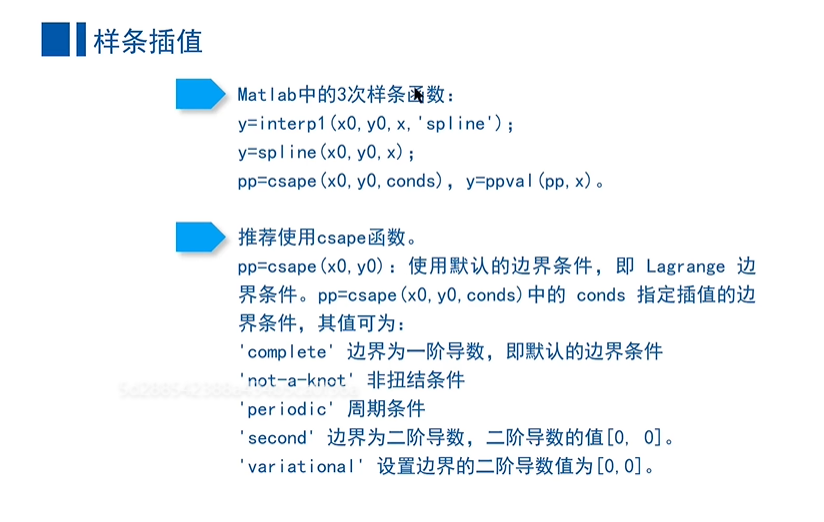 样条插值
Matlab中的3次样条函数：
y=interp1(x0,y0,x,'spline')；
y=spline(x0,y0,x)；
pp=csape(x0,y0,conds)，y=ppval(pp,x)。
推荐使用csape函数。
pp=csape(x0,y0)：使用默认的边界条件，即 Lagrange 边
界条件。pp=csape(x0,y0,conds)中的 conds 指定插值的边
界条件，其值可为：
'complete' 边界为一阶导数，即默认的边界条件
'not-a-knot' 非扭结条件
'periodic' 周期条件
'second' 边界为二阶导数，二阶导数的值[0, 0]。
'variational' 设置边界的二阶导数值为[0,0]。